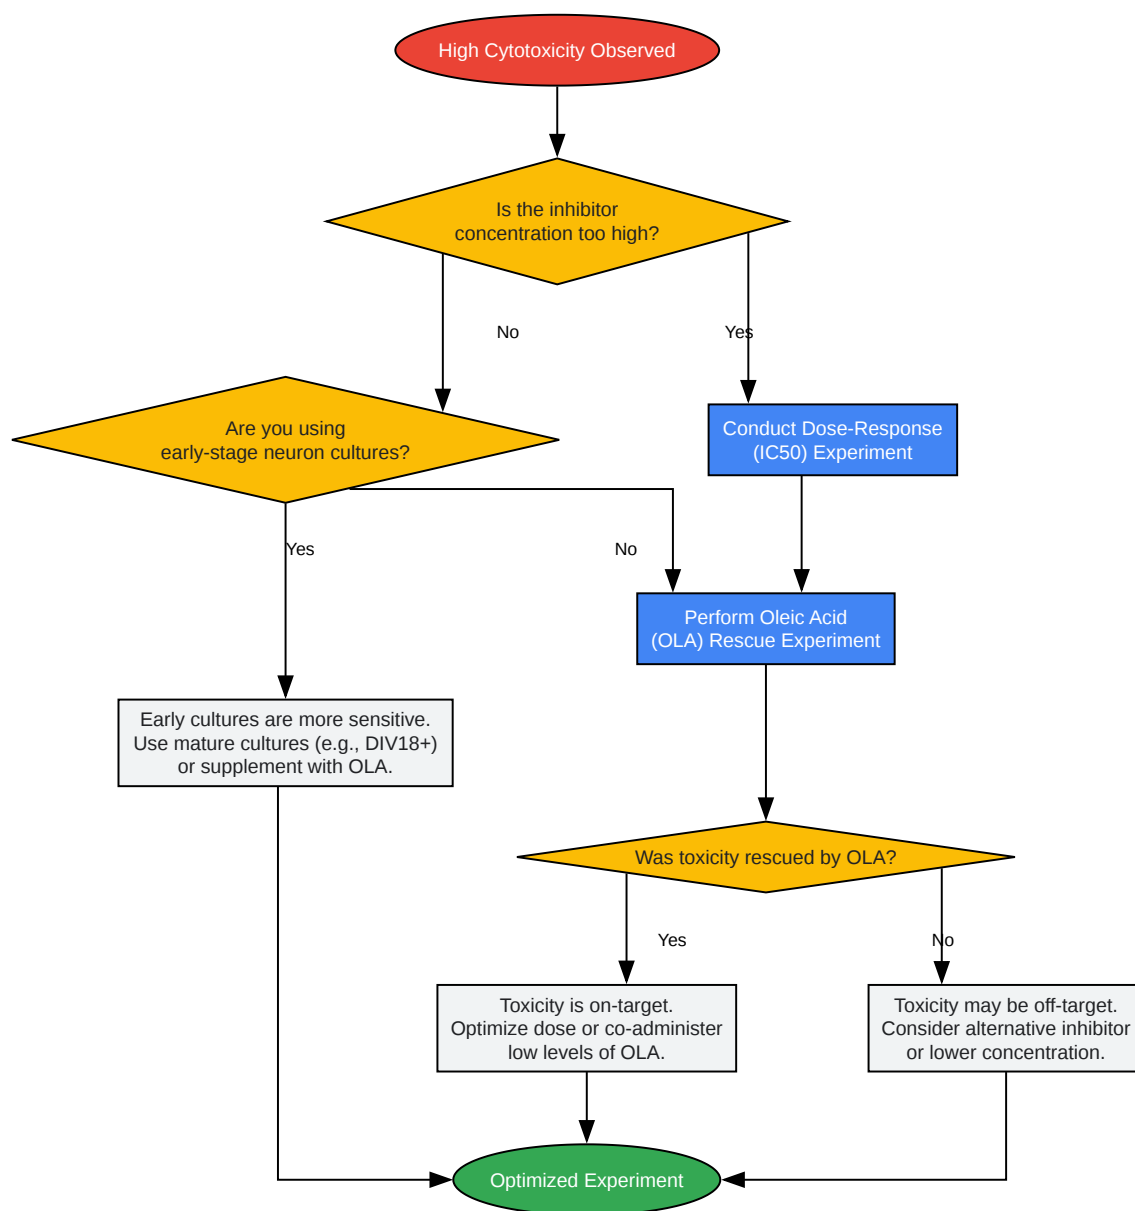 High Cytotoxicity Observed
Is the inhibitor
concentration too high?
No
Yes
Are you using
early-stage neuron cultures?
Conduct Dose-Response
(IC50) Experiment
Yes
No
Perform Oleic Acid
(OLA) Rescue Experiment
Early cultures are more sensitive.
Use mature cultures (e.g., DIV18+)
or supplement with OLA.
Was toxicity rescued by OLA?
Yes
No
Toxicity is on-target.
Optimize dose or co-administer
low levels of OLA.
Toxicity may be off-target.
Consider alternative inhibitor
or lower concentration.
Optimized Experiment